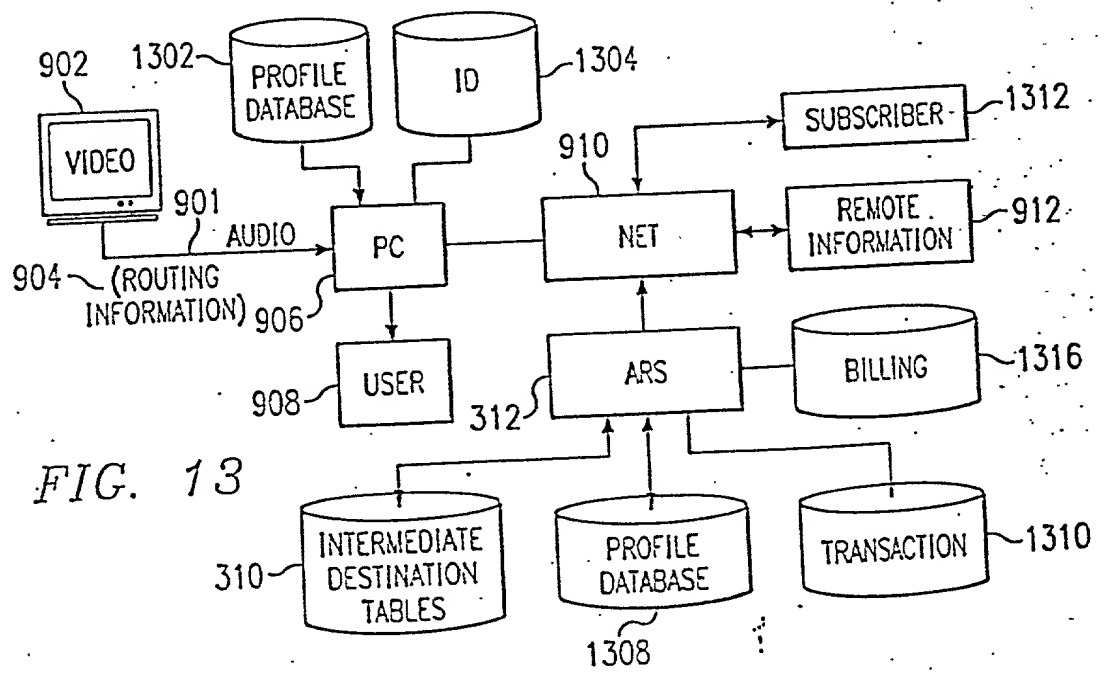 1302
PROFILE
DATABASE
ID
1304
902
VIDEO
901
AUDIO
904
(ROUTING
INFORMATION)
PC
906
USER
908
910
NET
SUBSCRIBER
1312
REMOTE
INFORMATION
912
ARS
312
BILLING
1316
FIG. 13
310
INTERMEDIATE
DESTINATION
TABLES
PROFILE
DATABASE
1308
TRANSACTION
1310